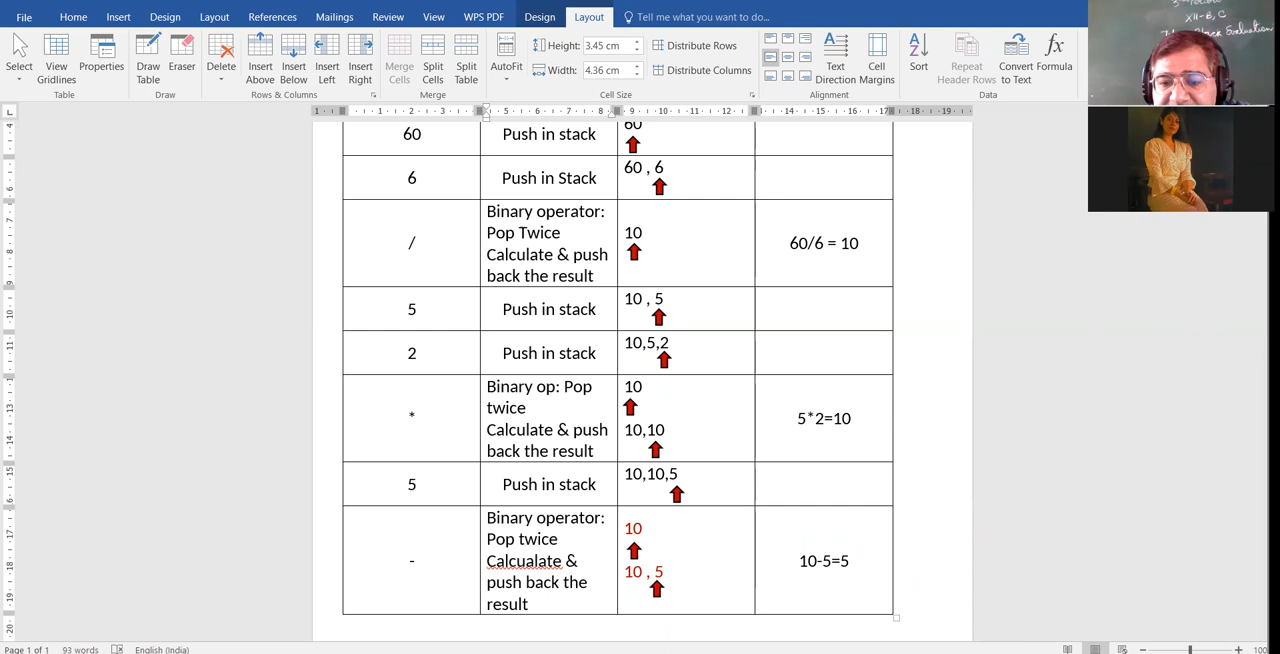 File Home Insert Design Layout References Mailings Review View WPS PDF Design Layout Tell me what you want to do...
Select View Gridlines Properties Draw Table Eraser Delete Insert Above Insert Below Insert Left Insert Right Merge Cells Split Cells Split Table AutoFit Height: 3.45 cm Width: 4.36 cm Distribute Rows Distribute Columns Text Direction Cell Margins Sort Repeat Header Rows Convert to Text Formula
Table Draw Rows & Columns Merge Cell Size Alignment Data
XII-B, C
60 Push in stack 60
6 Push in Stack 60 , 6
/ Binary operator:
Pop Twice
Calculate & push
back the result
10
60/6 = 10
5 Push in stack 10 , 5
2 Push in stack 10,5,2
* Binary op: Pop
twice
Calculate & push
back the result
10
10,10
5*2=10
5 Push in stack 10,10,5
- Binary operator:
Pop twice
Calcualate &
push back the
result
10
10 , 5
10-5=5
Page 1 of 1 93 words English (India) 100